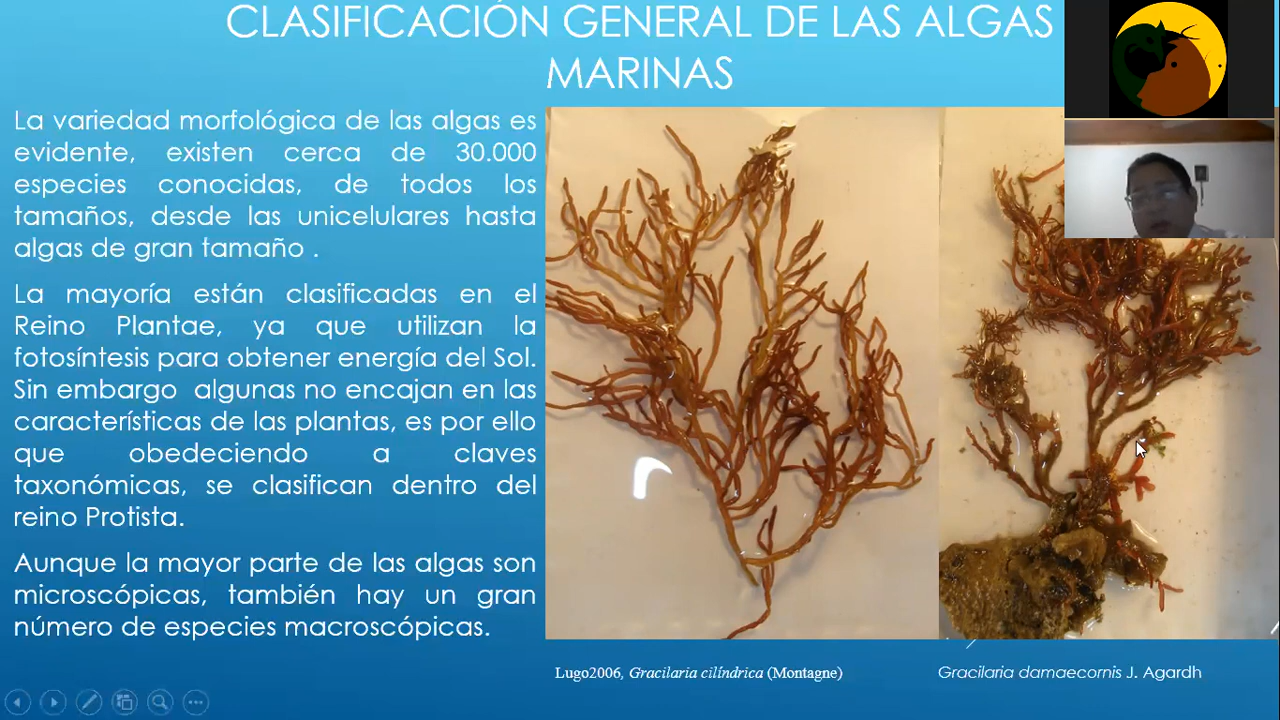 CLASIFICACIÓN GENERAL DE LAS ALGAS
MARINAS
La variedad morfológica de las algas es
evidente, existen cerca de 30.000
especies conocidas, de todos los
tamaños, desde las unicelulares hasta
algas de gran tamaño .
La mayoría están clasificadas en el
Reino Plantae, ya que utilizan la
fotosíntesis para obtener energía del Sol.
Sin embargo algunas no encajan en las
características de las plantas, es por ello
que obedeciendo a claves
taxonómicas, se clasifican dentro del
reino Protista.
Aunque la mayor parte de las algas son
microscópicas, también hay un gran
número de especies macroscópicas.
Lugo2006, Gracilaria cilíndrica (Montagne)
Gracilaria damaecornis J. Agardh